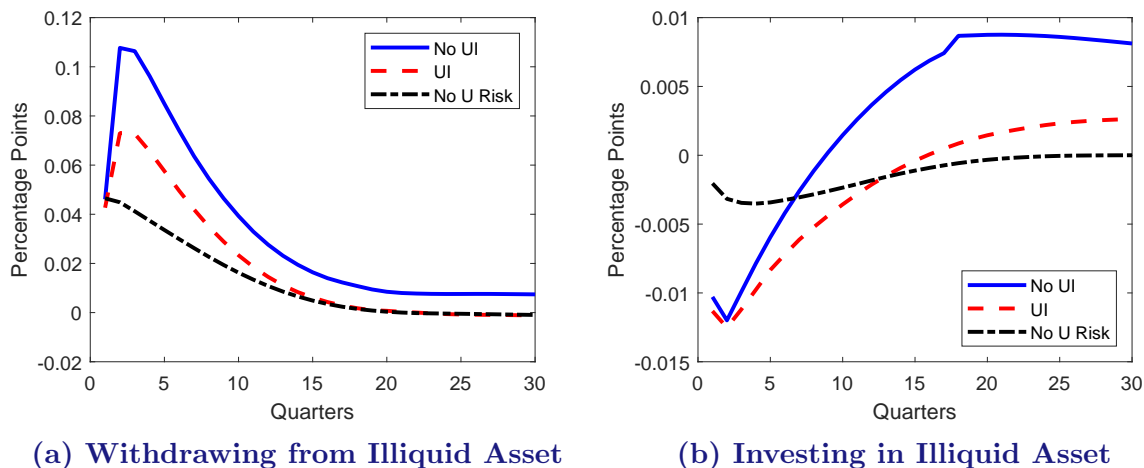 0.12
0.1
0.08
0.06
0.04
0.02
0
-0.02
Percentage Points
0 5 10 15 20 25 30
Quarters
No UI
UI
No U Risk
(a) Withdrawing from Illiquid Asset
0.01
0.005
0
-0.005
-0.01
-0.015
Percentage Points
0 5 10 15 20 25 30
Quarters
No UI
UI
No U Risk
(b) Investing in Illiquid Asset